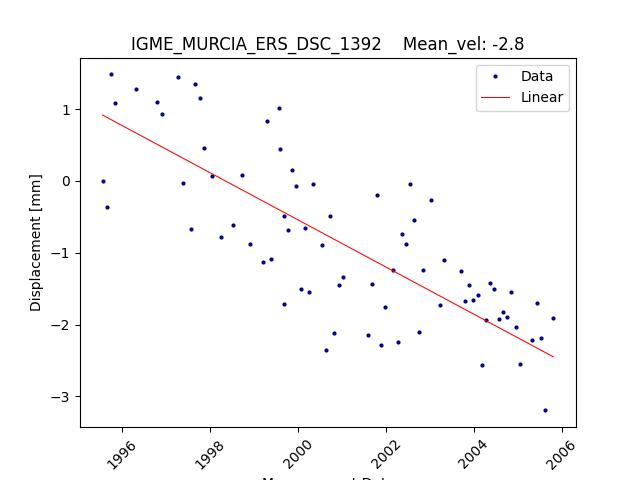 IGME_MURCIA_ERS_DSC_1392    Mean_vel: -2.8
Data
Linear
Displacement [mm]
1
0
−1
−2
−3
1996
1998
2000
2002
2004
2006